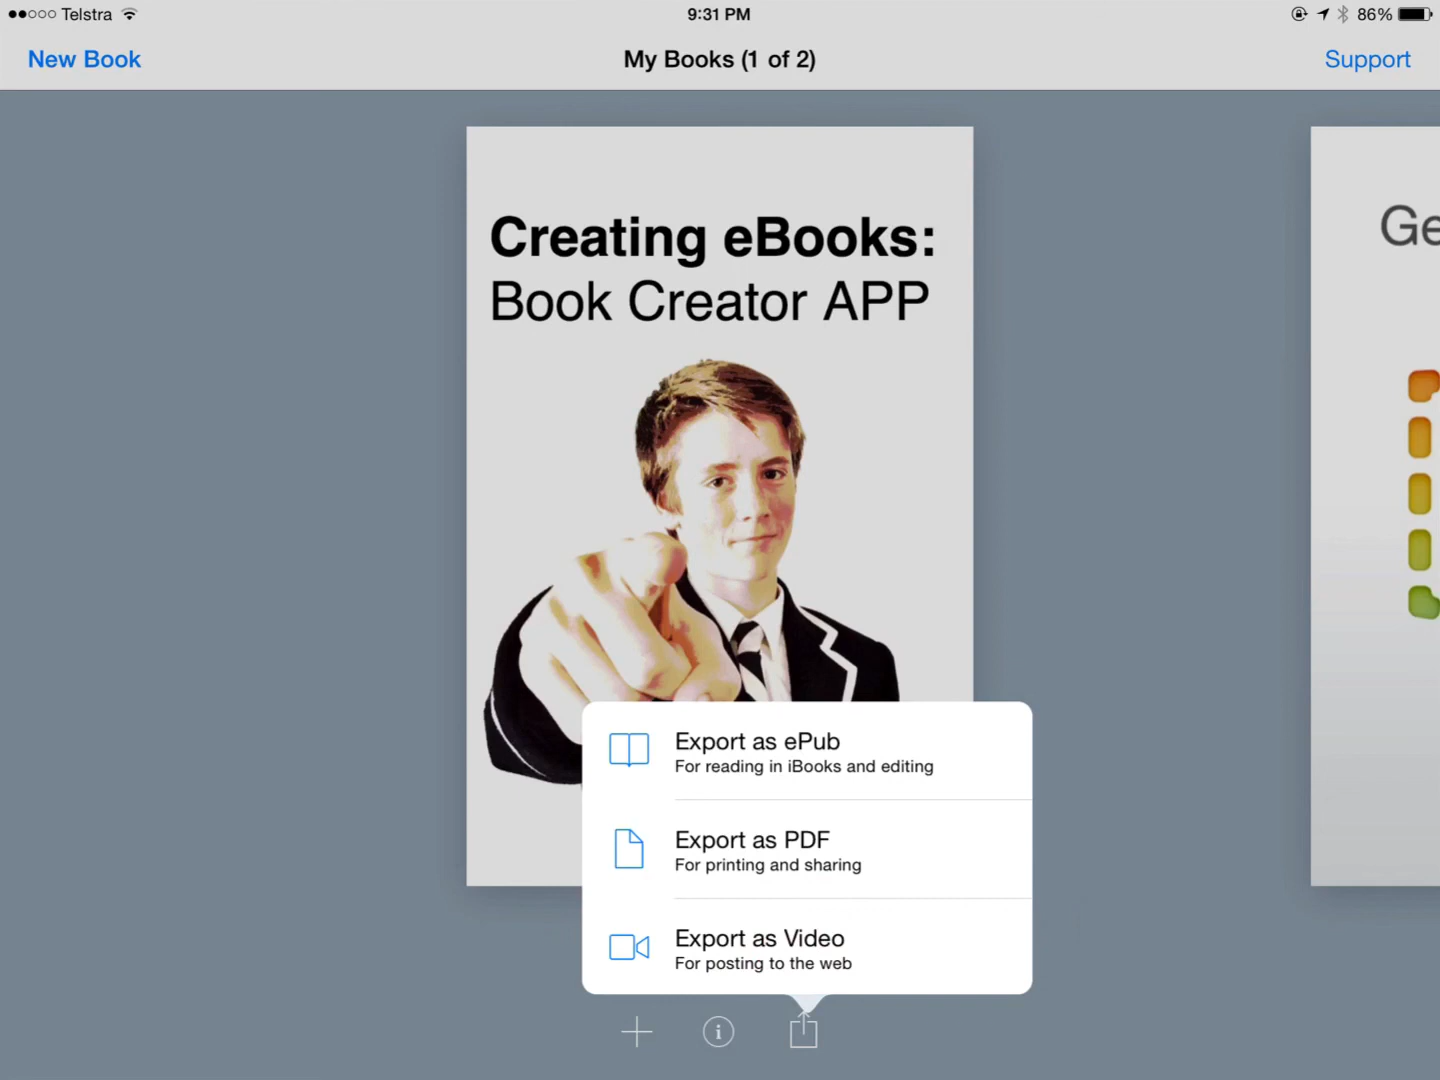 Telstra
9:31 PM
86%
New Book
My Books (1 of 2)
Support
Creating eBooks:
Book Creator APP
Ge
Export as ePub
For reading in iBooks and editing
Export as PDF
For printing and sharing
Export as Video
For posting to the web